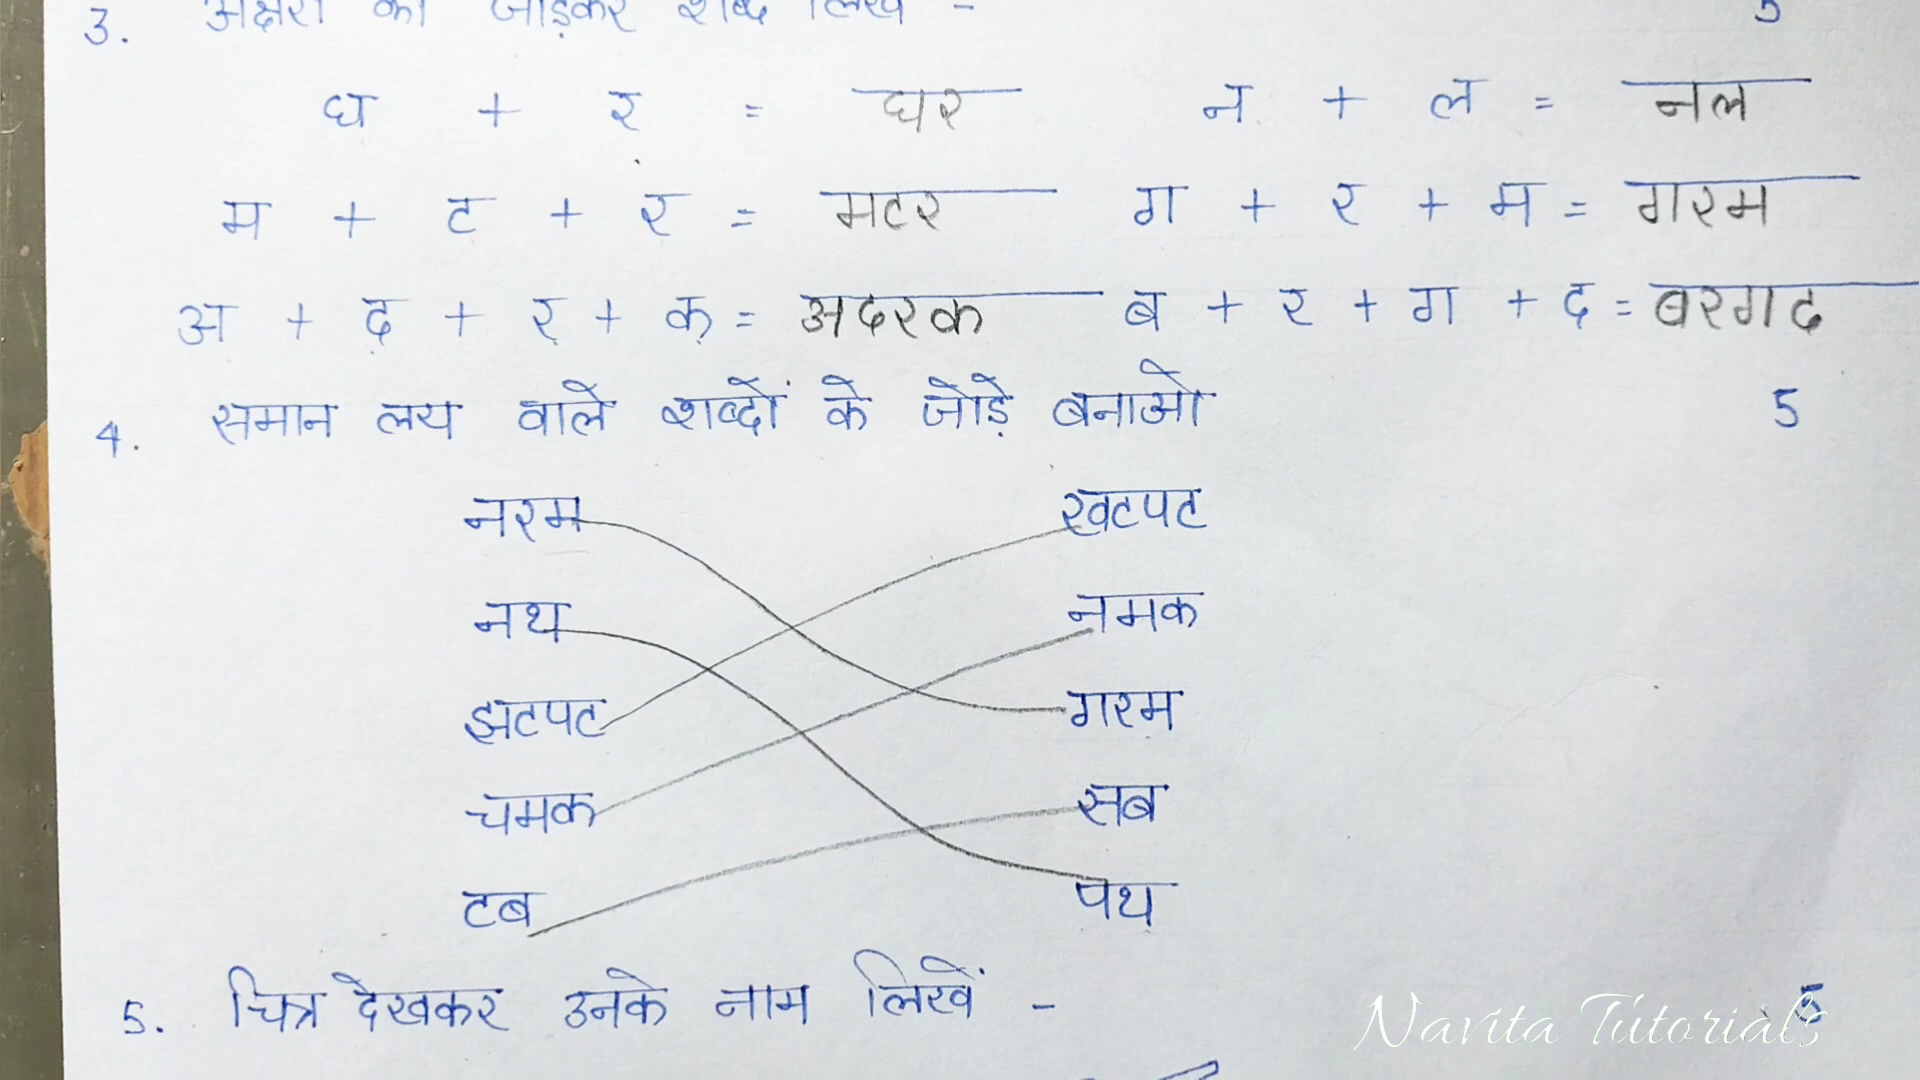 3. अक्षरों को जोड़कर शब्द लिखें - 5
घ + र = घर न + ल = नल
म + ट + र = मटर ग + र + म = गरम
अ + द + र + क = अदरक ब + र + ग + द = बरगद
4. समान लय वाले शब्दों के जोड़े बनाओ 5
नरम खटपट
नथ नमक
झटपट गरम
चमक सब
टब पथ
5. चित्र देखकर उनके नाम लिखें - 5
Navita Tutorials